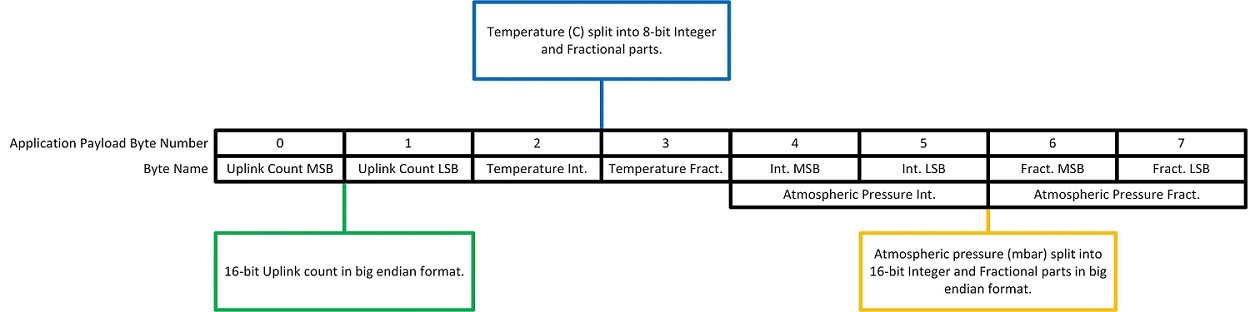 Temperature (C) split into 8-bit Integer
and Fractional parts.
Application Payload Byte Number 0 1 2 3 4 5 6 7
Byte Name Uplink Count MSB Uplink Count LSB Temperature Int. Temperature Fract. Int. MSB Int. LSB Fract. MSB Fract. LSB
Atmospheric Pressure Int. Atmospheric Pressure Fract.
16-bit Uplink count in big endian format.
Atmospheric pressure (mbar) split into
16-bit Integer and Fractional parts in big
endian format.